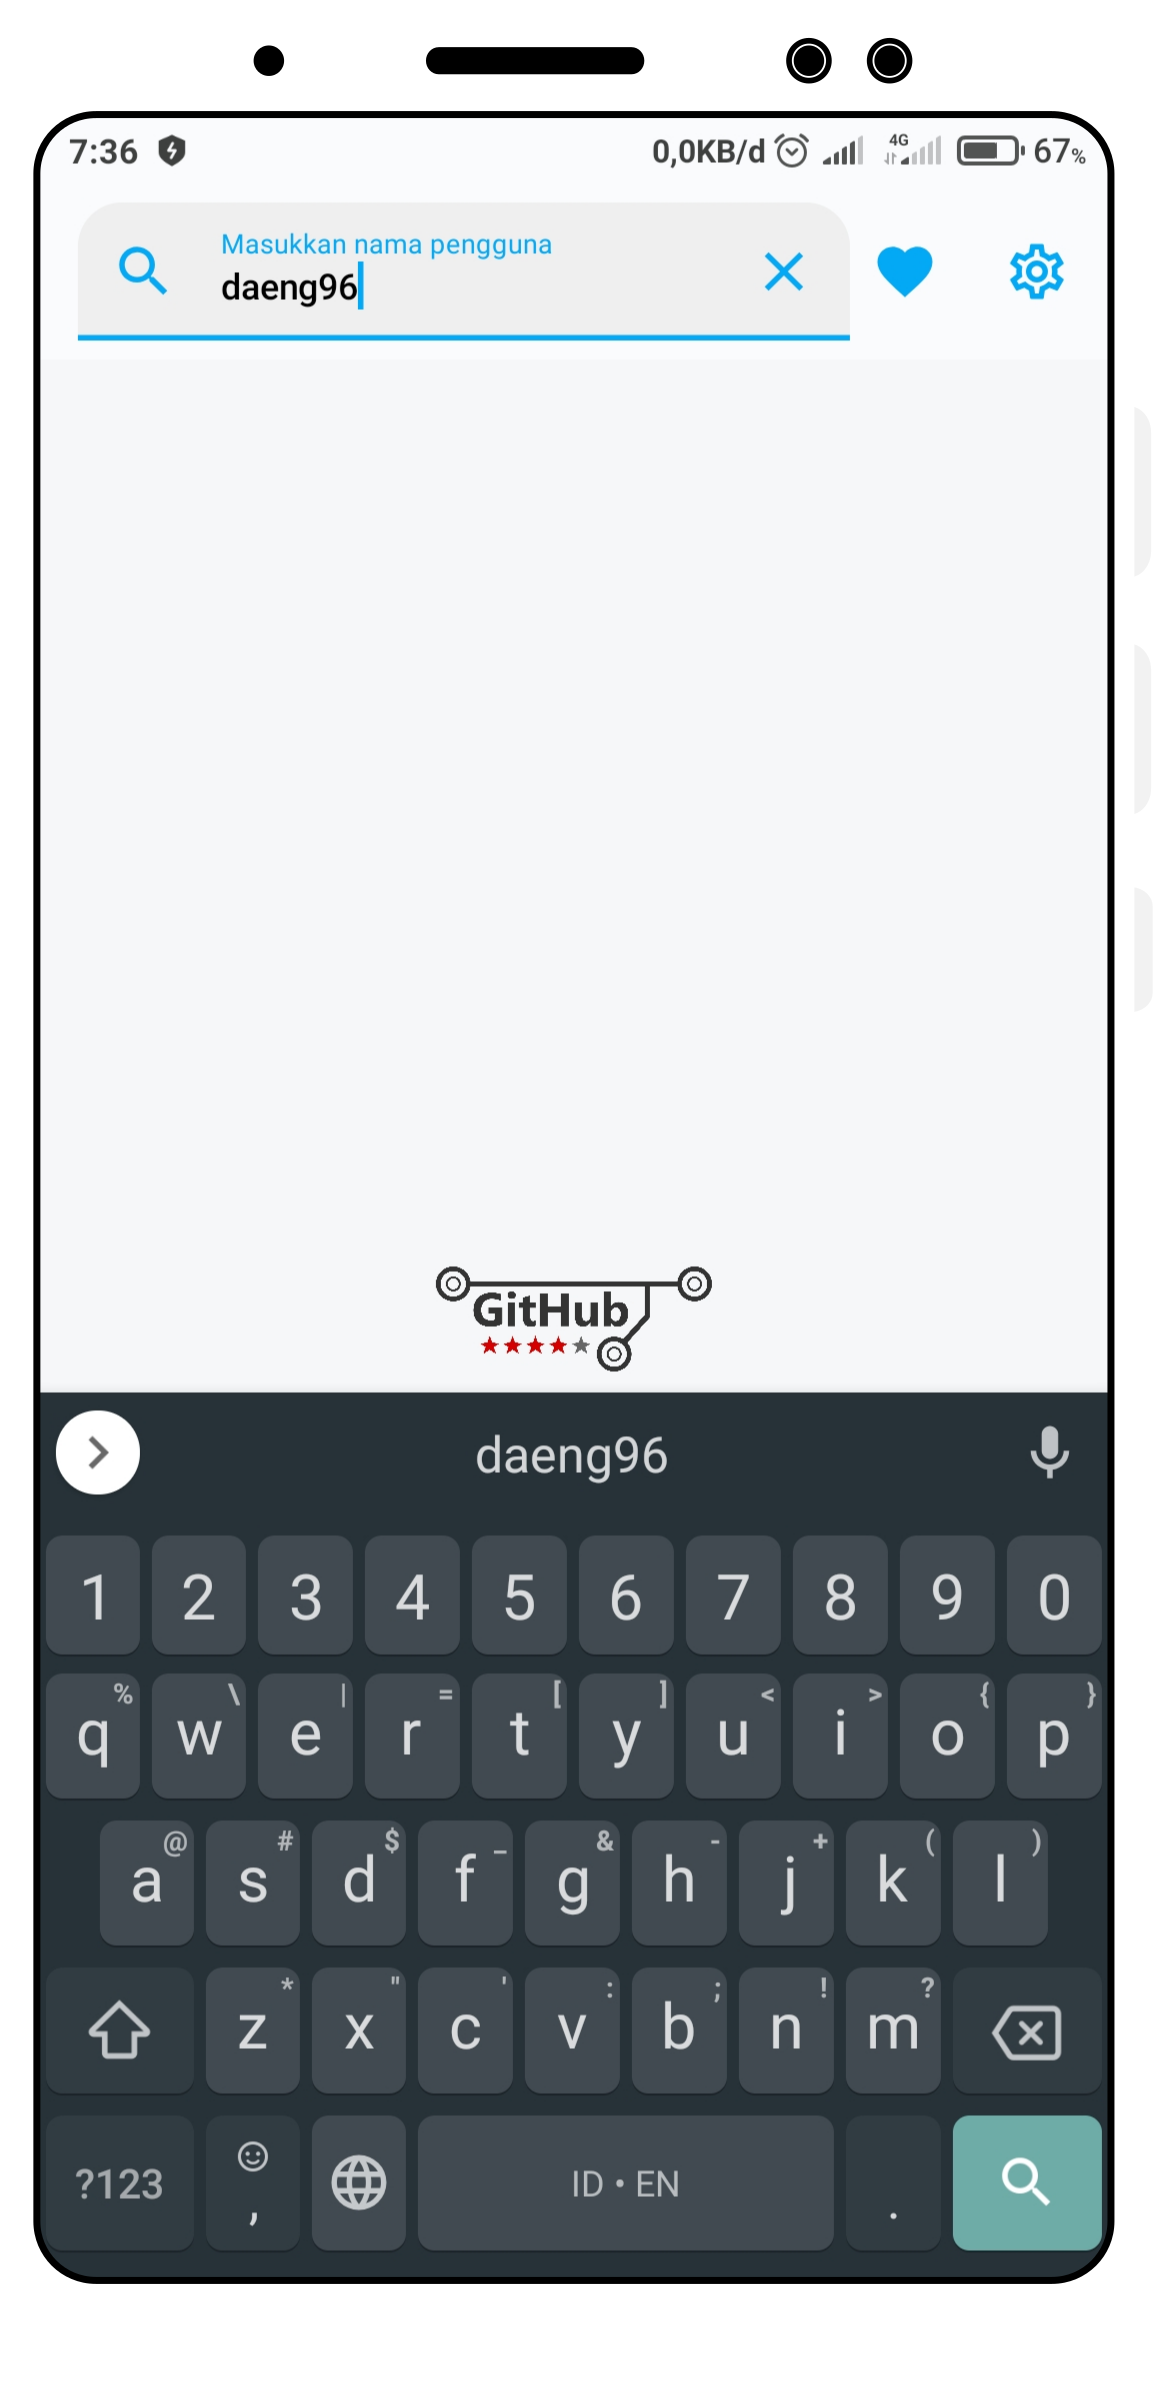 7:36 0,0KB/d 4G 67%
Masukkan nama pengguna
daeng96
GitHub
daeng96
1 2 3 4 5 6 7 8 9 0
% \ | = [ ] < > { }
q w e r t y u i o p
@ # $ _ & - + ( )
a s d f g h j k l
* " ' : ; ! ?
z x c v b n m
?123 , ID • EN .